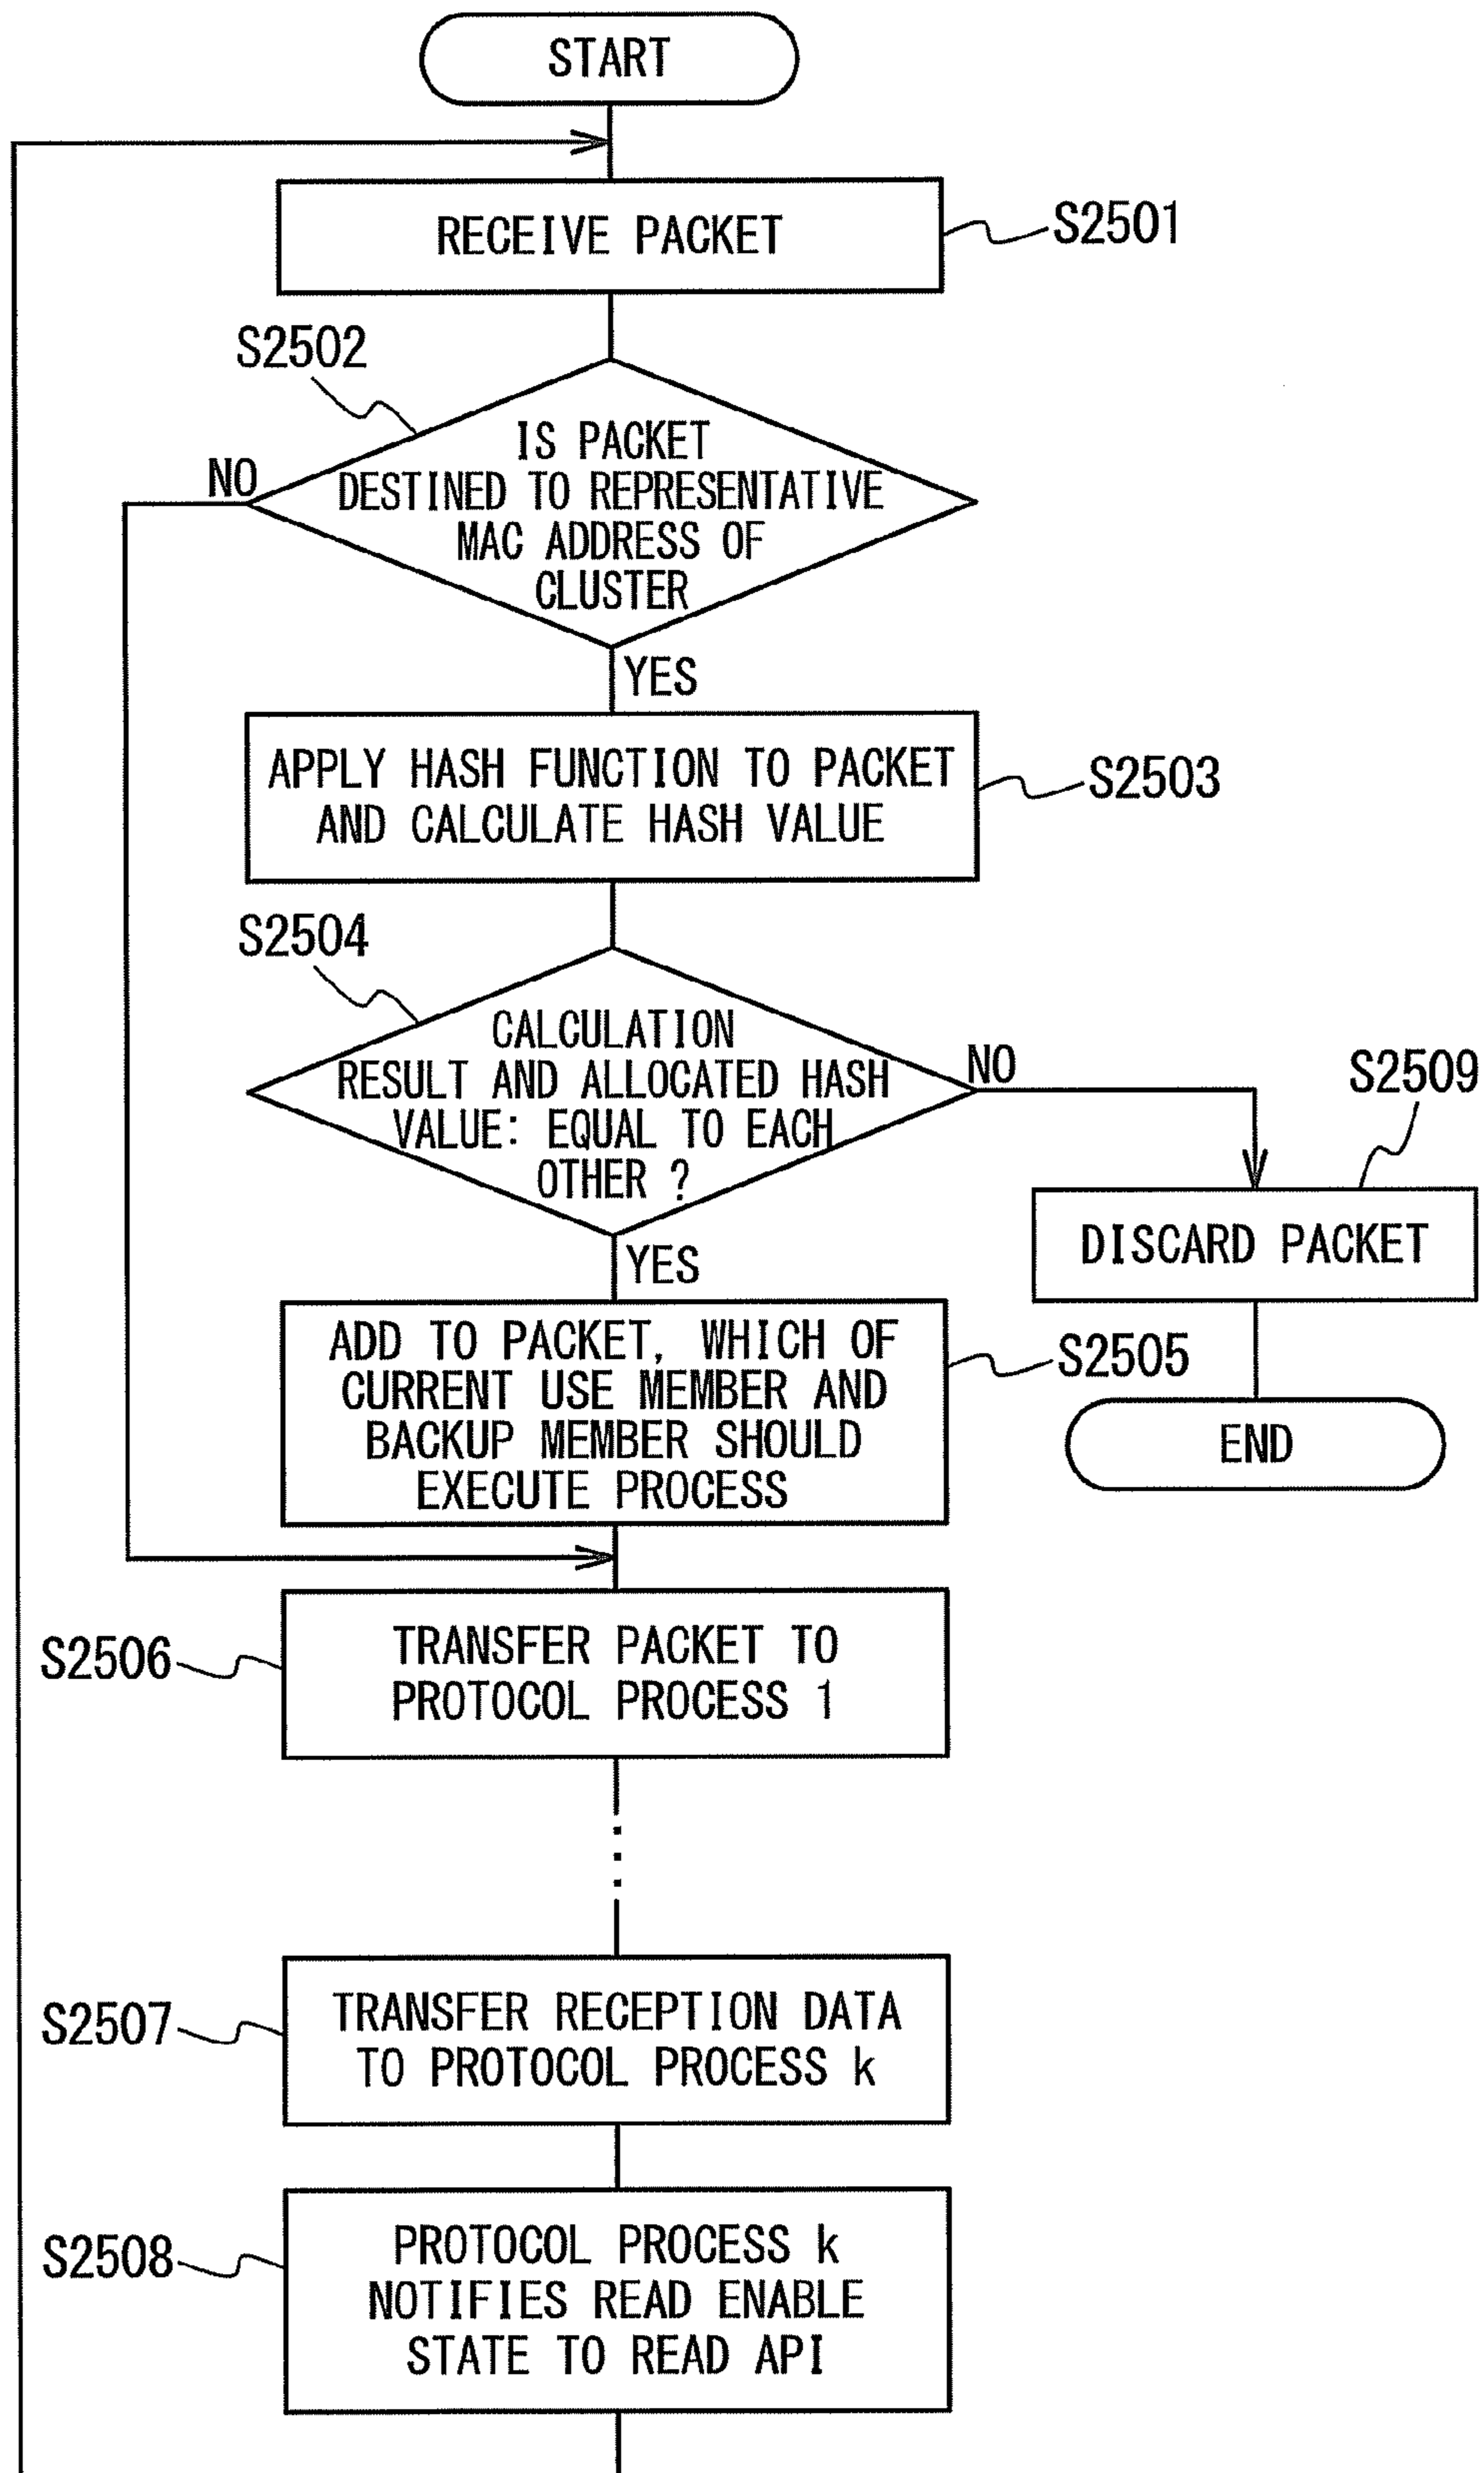 START
RECEIVE PACKET
S2501
S2502
IS PACKET
DESTINED TO REPRESENTATIVE
MAC ADDRESS OF
CLUSTER
NO
YES
APPLY HASH FUNCTION TO PACKET
AND CALCULATE HASH VALUE
S2503
S2504
CALCULATION
RESULT AND ALLOCATED HASH
VALUE: EQUAL TO EACH
OTHER ?
NO
S2509
DISCARD PACKET
END
YES
ADD TO PACKET, WHICH OF
CURRENT USE MEMBER AND
BACKUP MEMBER SHOULD
EXECUTE PROCESS
S2505
S2506
TRANSFER PACKET TO
PROTOCOL PROCESS 1
S2507
TRANSFER RECEPTION DATA
TO PROTOCOL PROCESS k
S2508
PROTOCOL PROCESS k
NOTIFIES READ ENABLE
STATE TO READ API